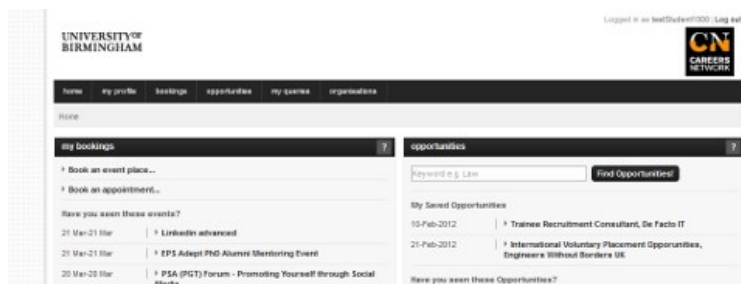 Logged in as testStudent1000 | Log out
UNIVERSITY OF
BIRMINGHAM
CN
CAREERS
NETWORK
home my profile bookings opportunities my queries organisations
Home
my bookings ?
Book an event place...
Book an appointment...
Have you seen these events?
21 Mar-21 Mar Linkedin advanced
21 Mar-21 Mar EPS Adept PhD Alumni Mentoring Event
20 Mar-20 Mar PSA (PGT) Forum - Promoting Yourself through Social
Media
opportunities ?
Keyword e.g. Law Find Opportunities!
My Saved Opportunities
10-Feb-2012 Trainee Recruitment Consultant, De Facto IT
21-Feb-2012 International Voluntary Placement Opporunities,
Engineers Without Borders UK
Have you seen these Opportunities?